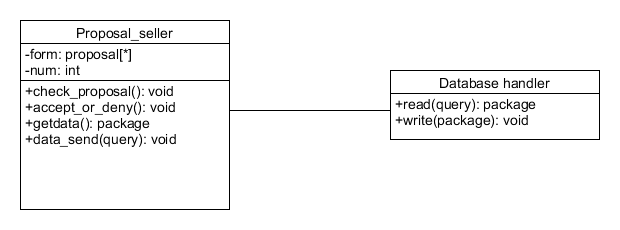 Proposal_seller
-form: proposal[*]
-num: int
+check_proposal(): void
+accept_or_deny(): void
+getdata(): package
+data_send(query): void
Database handler
+read(query): package
+write(package): void